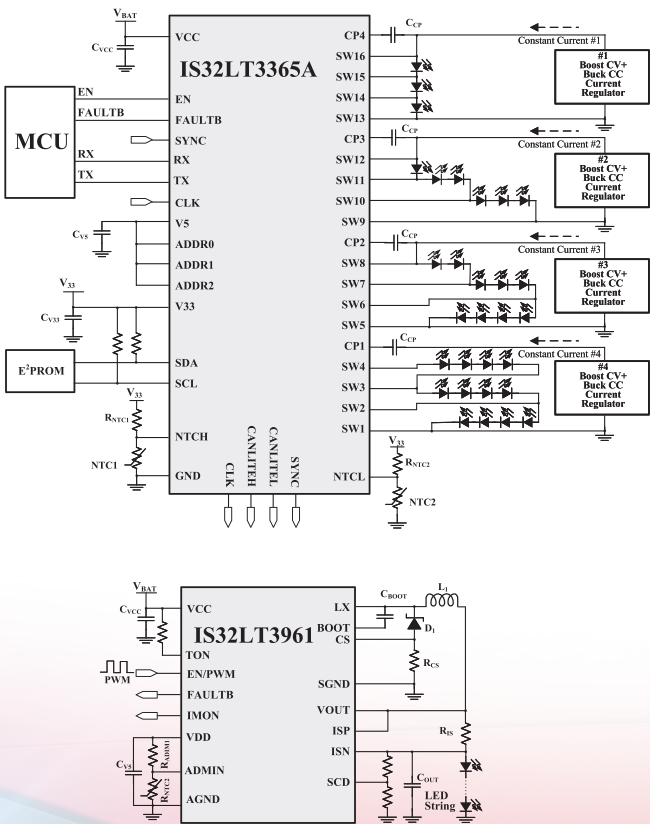 V_BAT
C_VCC
VCC
IS32LT3365A
MCU
EN
FAULTB
RX
TX
EN
FAULTB
SYNC
RX
TX
CLK
C_V5
V5
ADDR0
ADDR1
ADDR2
V_33
C_V33
V33
E²PROM
SDA
SCL
V_33
R_NTC1
NTC1
NTCH
GND
CLK
CANLITEH
CANLITEL
SYNC
CP4
SW16
SW15
SW14
SW13
CP3
SW12
SW11
SW10
SW9
CP2
SW8
SW7
SW6
SW5
CP1
SW4
SW3
SW2
SW1
NTCL
C_CP
C_CP
C_CP
C_CP
Constant Current #1
#1
Boost CV+
Buck CC
Current
Regulator
Constant Current #2
#2
Boost CV+
Buck CC
Current
Regulator
Constant Current #3
#3
Boost CV+
Buck CC
Current
Regulator
Constant Current #4
#4
Boost CV+
Buck CC
Current
Regulator
V_33
R_NTC2
NTC2
V_BAT
C_VCC
VCC
IS32LT3961
TON
PWM
EN/PWM
FAULTB
IMON
VDD
C_V5
R_ADIM1
ADMIN
R_NTC2
AGND
LX
BOOT
CS
SGND
VOUT
ISP
ISN
SCD
C_BOOT
L_1
D_1
R_CS
R_IS
C_OUT
LED
String